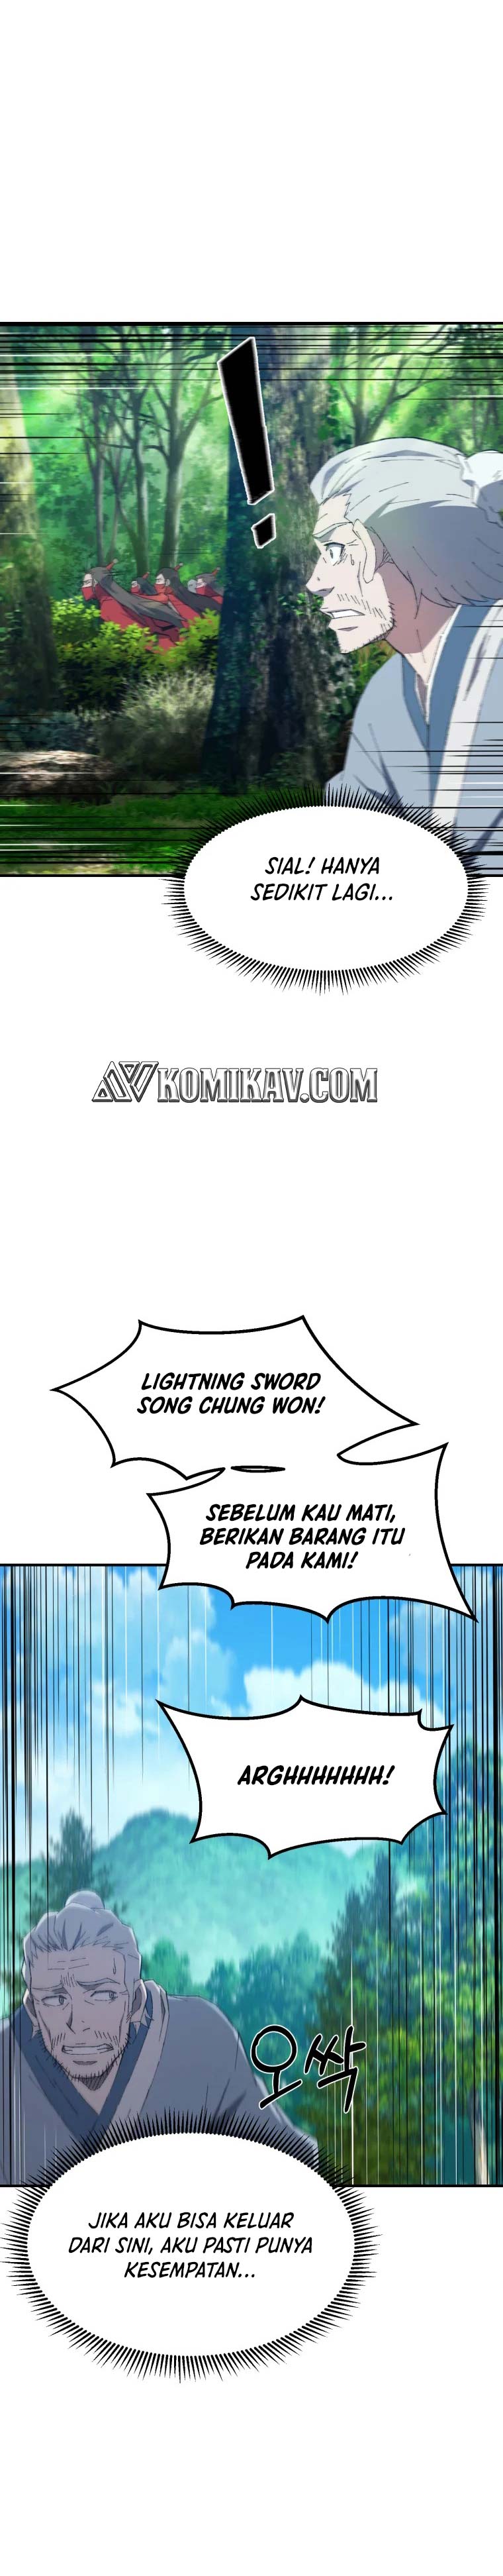 SIAL! HANYA
SEDIKIT LAGI...
KOMIKAV.COM
LIGHTNING SWORD
SONG CHUNG WON!
SEBELUM KAU MATI,
BERIKAN BARANG ITU
PADA KAMI!
ARGHHHHHHH!
오싹
JIKA AKU BISA KELUAR
DARI SINI, AKU PASTI PUNYA
KESEMPATAN...